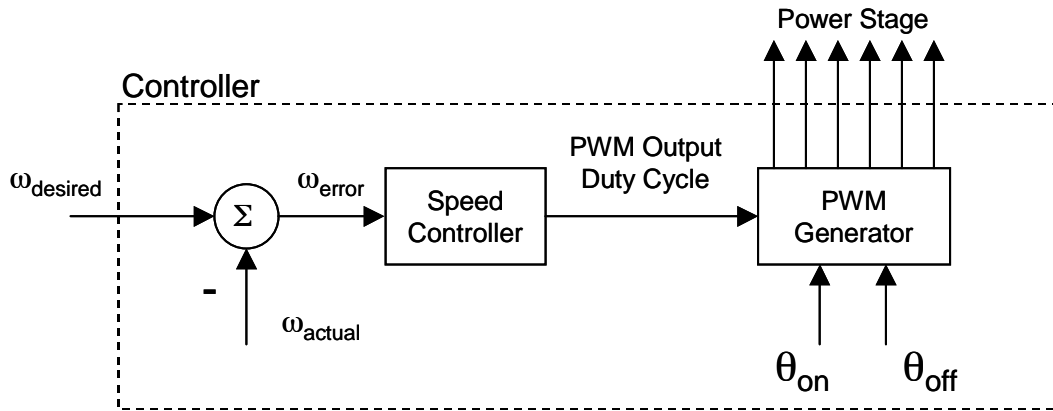 Power Stage
Controller
PWM Output
Duty Cycle
ωdesired
ωerror
Σ
Speed
Controller
PWM
Generator
-
ωactual
θon
θoff